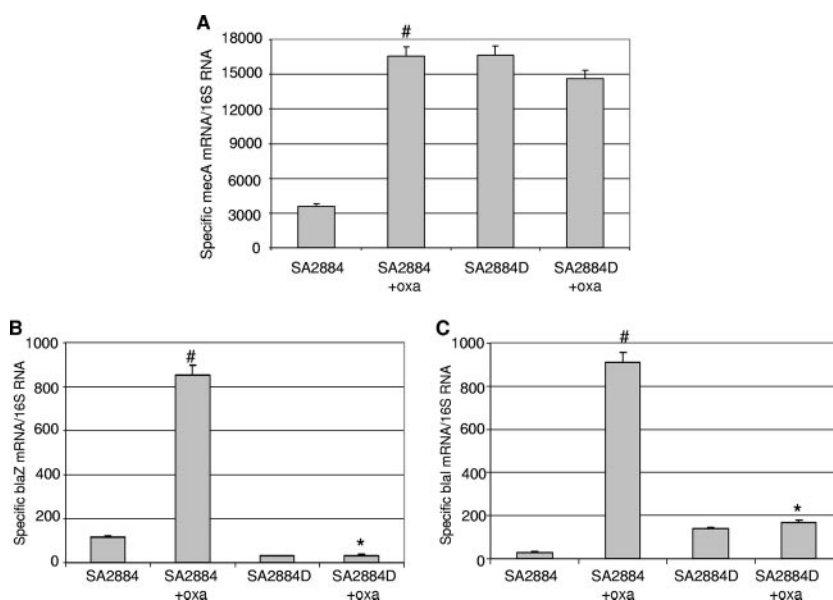 A
#
Specific mecA mRNA/16S RNA
18000
15000
12000
9000
6000
3000
0
SA2884
SA2884
+oxa
SA2884D
SA2884D
+oxa
B
#
Specific blaZ mRNA/16S RNA
1000
800
600
400
200
0
*
SA2884
SA2884
+oxa
SA2884D
SA2884D
+oxa
C
#
Specific blaI mRNA/16S RNA
1000
800
600
400
200
0
*
SA2884
SA2884
+oxa
SA2884D
SA2884D
+oxa